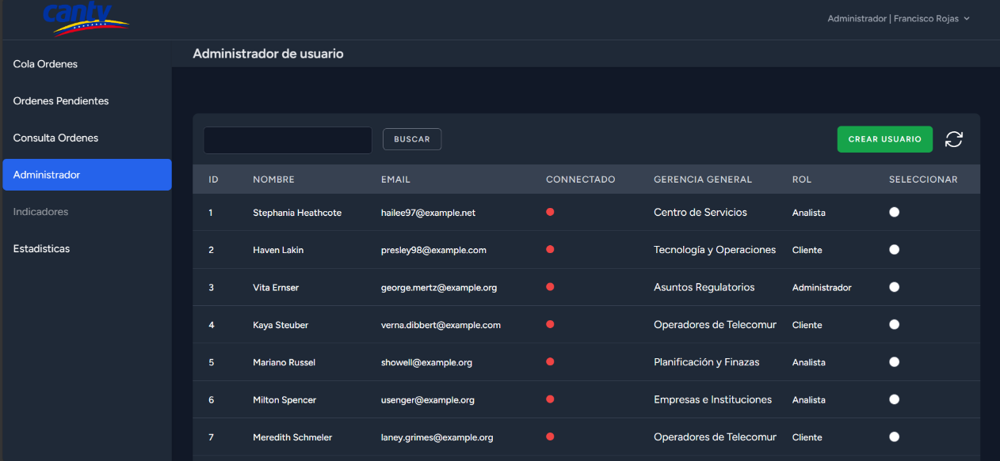 cantv
Administrador | Francisco Rojas
Cola Ordenes
Ordenes Pendientes
Consulta Ordenes
Administrador
Indicadores
Estadisticas
Administrador de usuario
BUSCAR
CREAR USUARIO
ID NOMBRE EMAIL CONNECTADO GERENCIA GENERAL ROL SELECCIONAR
1 Stephania Heathcote hailee97@example.net Centro de Servicios Analista
2 Haven Lakin presley98@example.com Tecnología y Operaciones Cliente
3 Vita Ernser george.mertz@example.org Asuntos Regulatorios Administrador
4 Kaya Steuber verna.dibbert@example.com Operadores de Telecomur Cliente
5 Mariano Russel showell@example.org Planificación y Finazas Analista
6 Milton Spencer usenger@example.org Empresas e Instituciones Analista
7 Meredith Schmeler laney.grimes@example.org Operadores de Telecomur Cliente